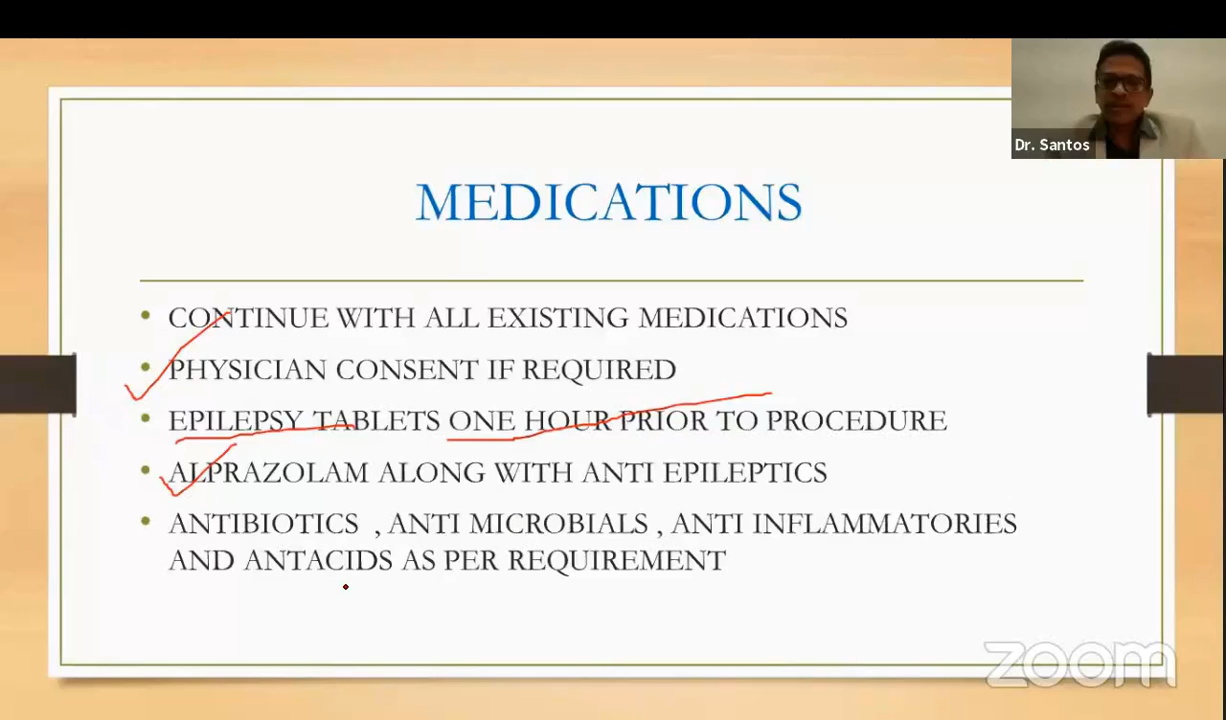 Dr. Santos
MEDICATIONS
• CONTINUE WITH ALL EXISTING MEDICATIONS
• PHYSICIAN CONSENT IF REQUIRED
• EPILEPSY TABLETS ONE HOUR PRIOR TO PROCEDURE
• ALPRAZOLAM ALONG WITH ANTI EPILEPTICS
• ANTIBIOTICS , ANTI MICROBIALS , ANTI INFLAMMATORIES
AND ANTACIDS AS PER REQUIREMENT
zoom